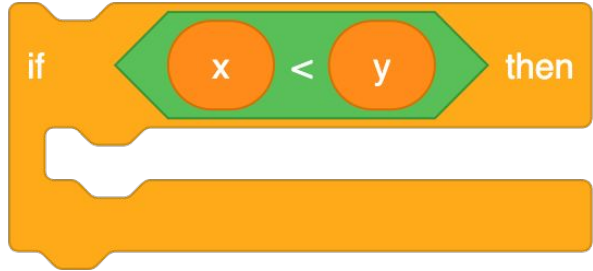 if x < y then